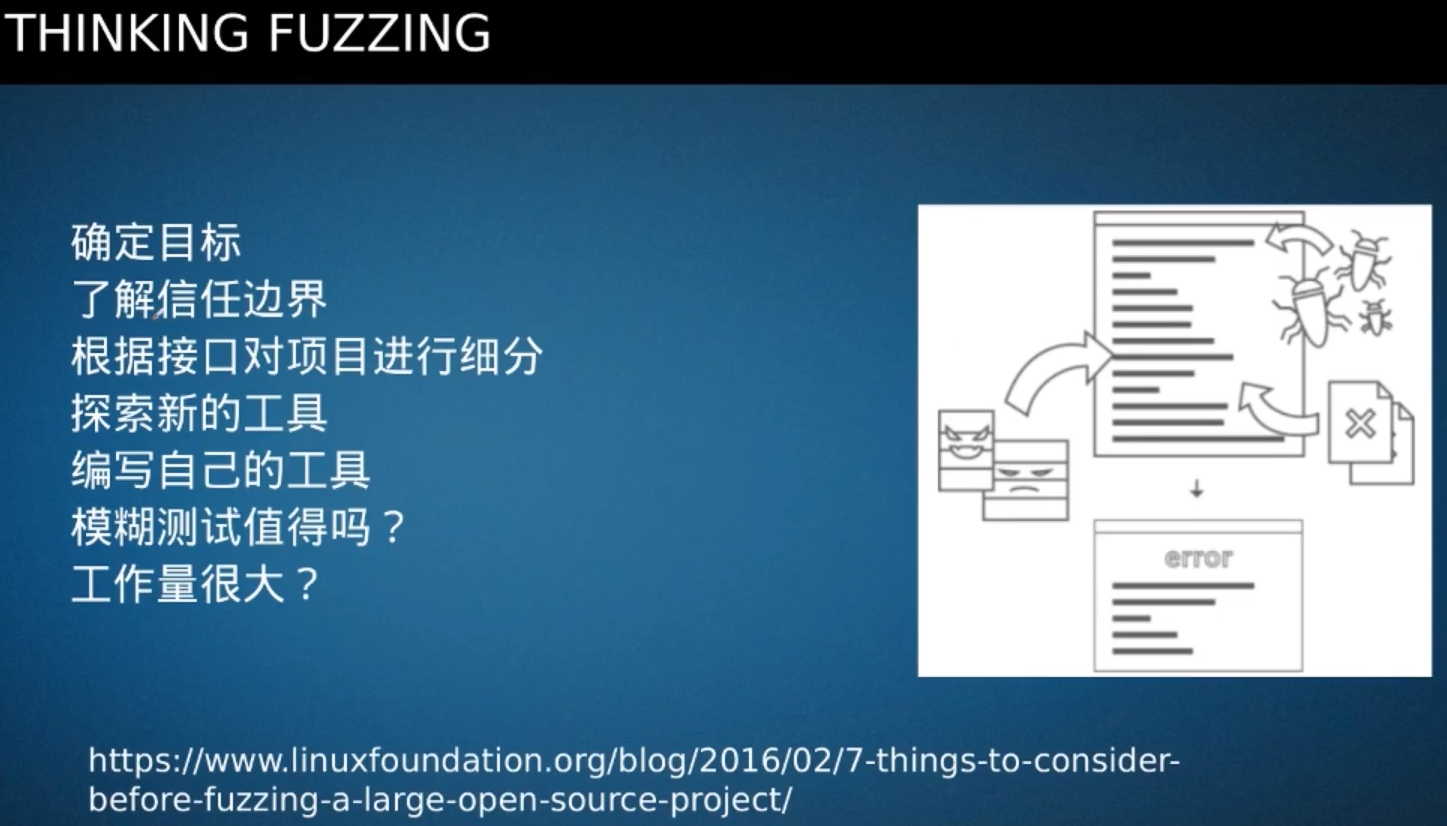 THINKING FUZZING
确定目标
了解信任边界
根据接口对项目进行细分
探索新的工具
编写自己的工具
模糊测试值得吗？
工作量很大？
error
https://www.linuxfoundation.org/blog/2016/02/7-things-to-consider-
before-fuzzing-a-large-open-source-project/